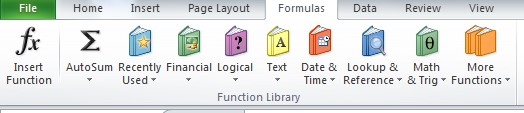 File Home Insert Page Layout Formulas Data Review View
fx Σ ? A θ
Insert AutoSum Recently Financial Logical Text Date & Lookup & Math More
Function Used Time Reference & Trig Functions
Function Library